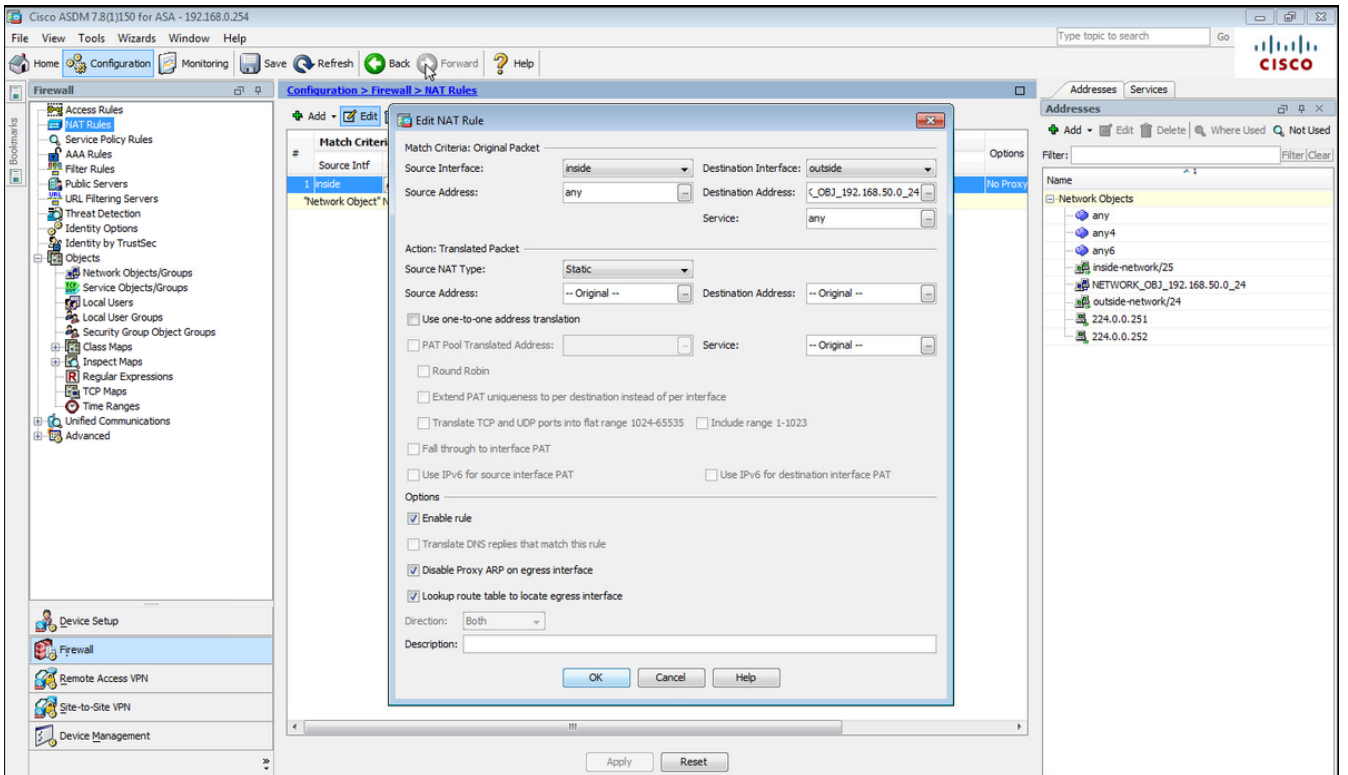 Cisco ASDM 7.8(1)150 for ASA - 192.168.0.254
File View Tools Wizards Window Help
Type topic to search Go
Home Configuration Monitoring Save Refresh Back Forward Help
CISCO
Bookmarks
Firewall
Access Rules
NAT Rules
Service Policy Rules
AAA Rules
Filter Rules
Public Servers
URL Filtering Servers
Threat Detection
Identity Options
Identity by TrustSec
Objects
Network Objects/Groups
Service Objects/Groups
Local Users
Local User Groups
Security Group Object Groups
Class Maps
Inspect Maps
Regular Expressions
TCP Maps
Time Ranges
Unified Communications
Advanced
Device Setup
Firewall
Remote Access VPN
Site-to-Site VPN
Device Management
Configuration > Firewall > NAT Rules
Add Edit
Match Criteri
# Source Intf Options
1 inside No Proxy
"Network Object" N
Edit NAT Rule
Match Criteria: Original Packet
Source Interface: inside Destination Interface: outside
Source Address: any Destination Address: _OBJ_192.168.50.0_24
Service: any
Action: Translated Packet
Source NAT Type: Static
Source Address: -- Original -- Destination Address: -- Original --
Use one-to-one address translation
PAT Pool Translated Address: Service: -- Original --
Round Robin
Extend PAT uniqueness to per destination instead of per interface
Translate TCP and UDP ports into flat range 1024-65535 Include range 1-1023
Fall through to interface PAT
Use IPv6 for source interface PAT Use IPv6 for destination interface PAT
Options
Enable rule
Translate DNS replies that match this rule
Disable Proxy ARP on egress interface
Lookup route table to locate egress interface
Direction: Both
Description:
OK Cancel Help
Apply Reset
Addresses Services
Addresses
Add Edit Delete Where Used Not Used
Filter: Filter Clear
Name
Network Objects
any
any4
any6
inside-network/25
NETWORK_OBJ_192.168.50.0_24
outside-network/24
224.0.0.251
224.0.0.252